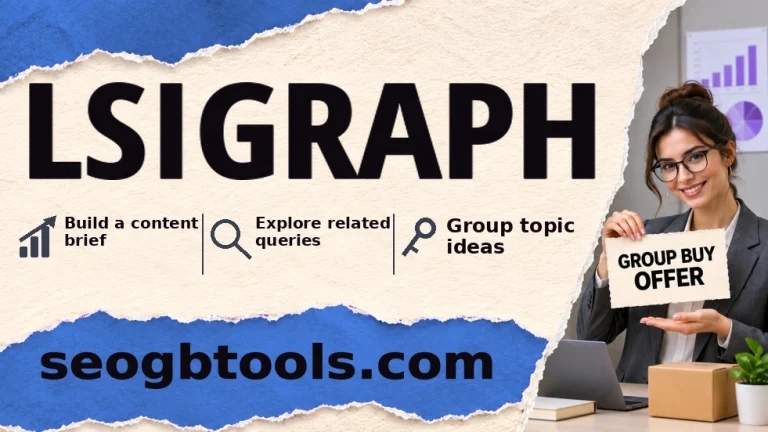 LSIGRAPH
Build a content
brief
Explore related
queries
Group topic
ideas
GROUP BUY
OFFER
seogbtools.com